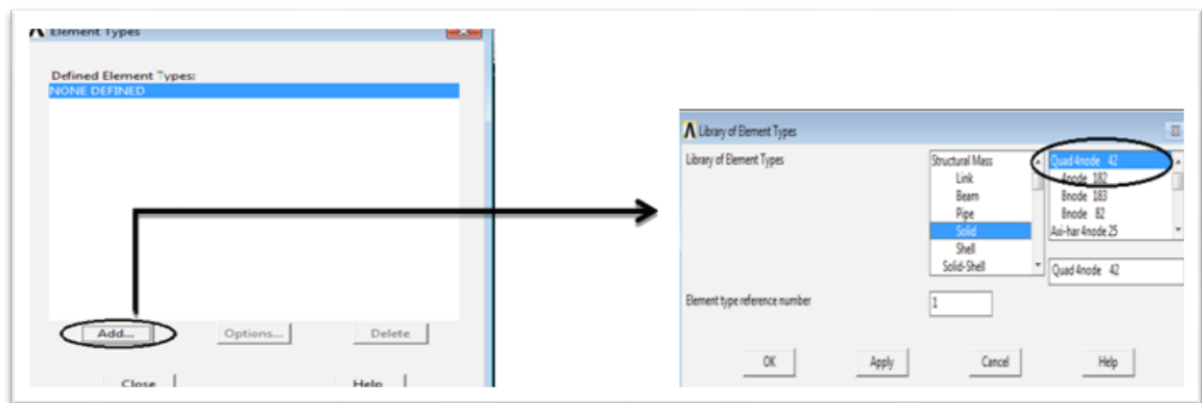 Element Types
Defined Element Types:
NONE DEFINED
Add...
Options...
Delete
Close
Help
Library of Element Types
Library of Element Types
Structural Mass
Link
Beam
Pipe
Solid
Shell
Solid-Shell
Quad 4node 42
4node 182
8node 183
8node 82
Axi-har 4node 25
Quad 4node 42
Element type reference number
1
OK
Apply
Cancel
Help